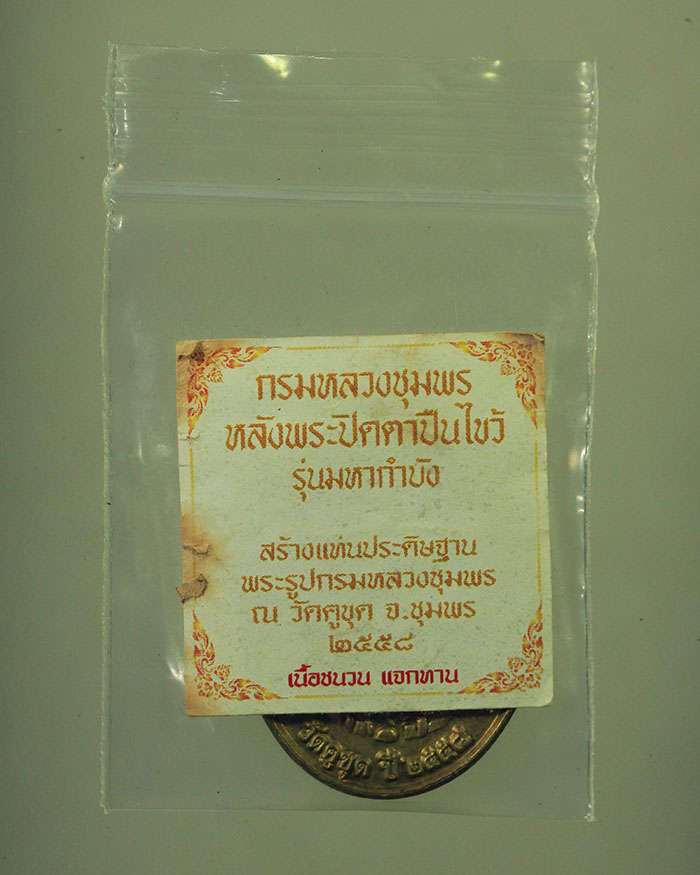 กรมหลวงชุมพร
หลังพระปิดตาปืนไขว้
รุ่นมหากำบัง
สร้างแท่นประดิษฐาน
พระรูปกรมหลวงชุมพร
ณ วัดคูขุด จ.ชุมพร
๒๕๕๘
เนื้อชนวน แจกทาน
วัดคูขุด ปี ๒๕๕๘